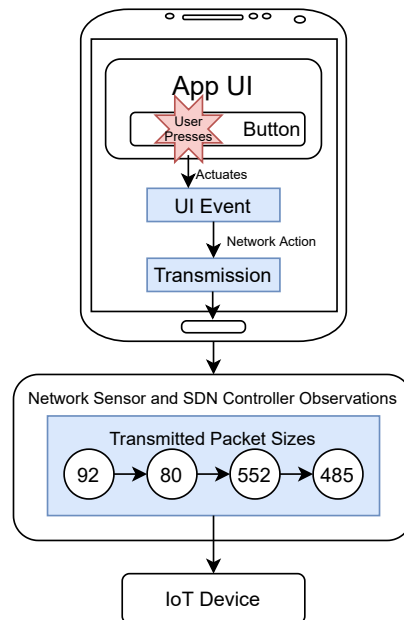 App UI
User
Presses
Button
Actuates
UI Event
Network Action
Transmission
Network Sensor and SDN Controller Observations
Transmitted Packet Sizes
92 80 552 485
IoT Device